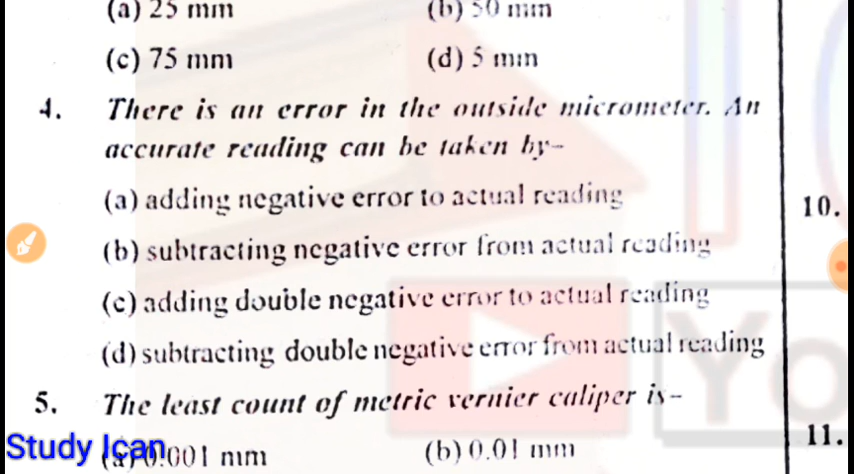 (a) 25 mm (b) 50 mm
(c) 75 mm (d) 5 mm
4. There is an error in the outside micrometer. An
accurate reading can be taken by-
(a) adding negative error to actual reading
10.
(b) subtracting negative error from actual reading
(c) adding double negative error to actual reading
(d) subtracting double negative error from actual reading
YO
5. The least count of metric vernier caliper is-
11.
Study Ican
(a) 0.001 mm (b) 0.01 mm